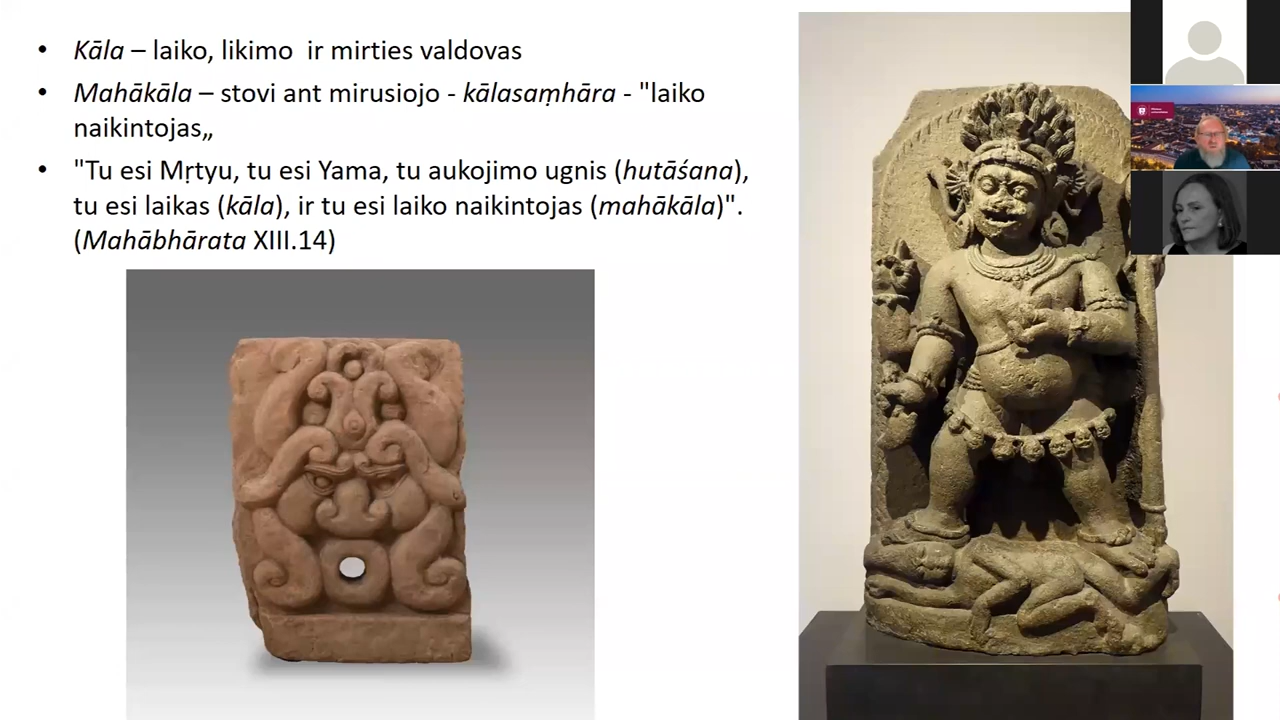 Kāla – laiko, likimo ir mirties valdovas
Mahākāla – stovi ant mirusiojo - kālasaṃhāra - "laiko
naikintojas„
"Tu esi Mṛtyu, tu esi Yama, tu aukojimo ugnis (hutāśana),
tu esi laikas (kāla), ir tu esi laiko naikintojas (mahākāla)".
(Mahābhārata XIII.14)